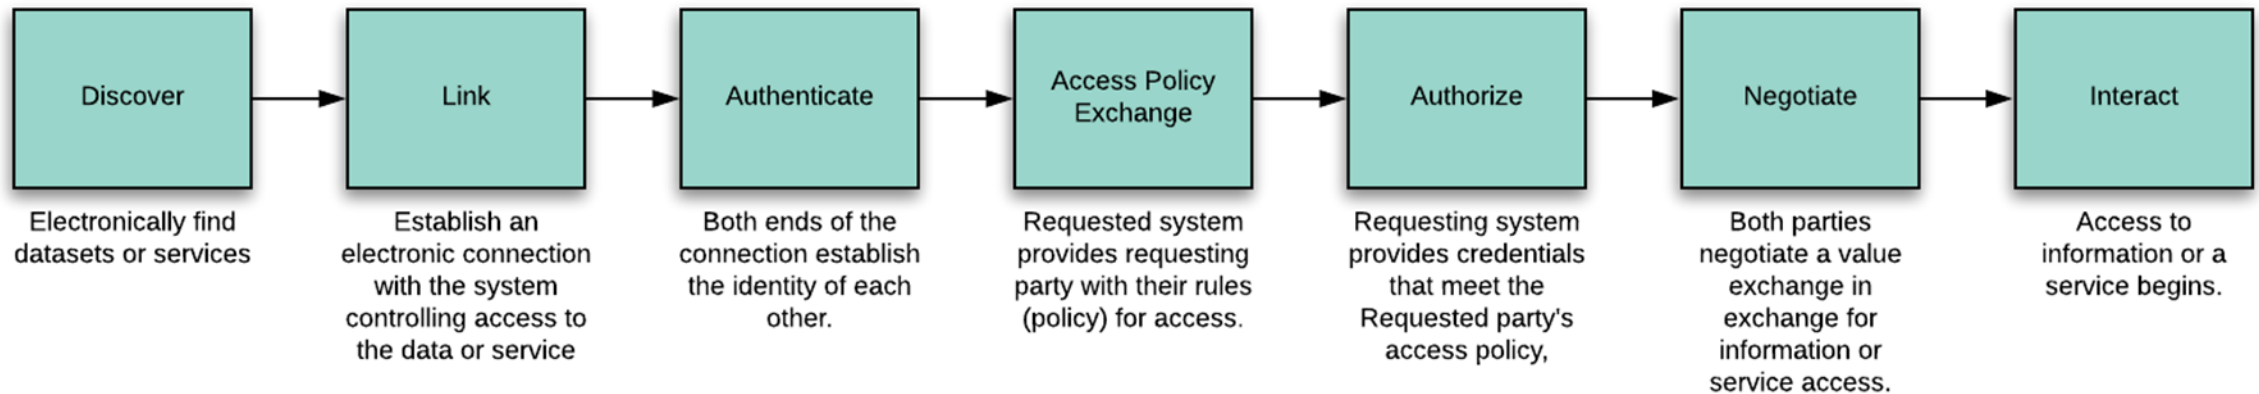 Discover
Link
Authenticate
Access Policy
Exchange
Authorize
Negotiate
Interact
Electronically find
datasets or services
Establish an
electronic connection
with the system
controlling access to
the data or service
Both ends of the
connection establish
the identity of each
other.
Requested system
provides requesting
party with their rules
(policy) for access.
Requesting system
provides credentials
that meet the
Requested party's
access policy,
Both parties
negotiate a value
exchange in
exchange for
information or
service access.
Access to
information or a
service begins.